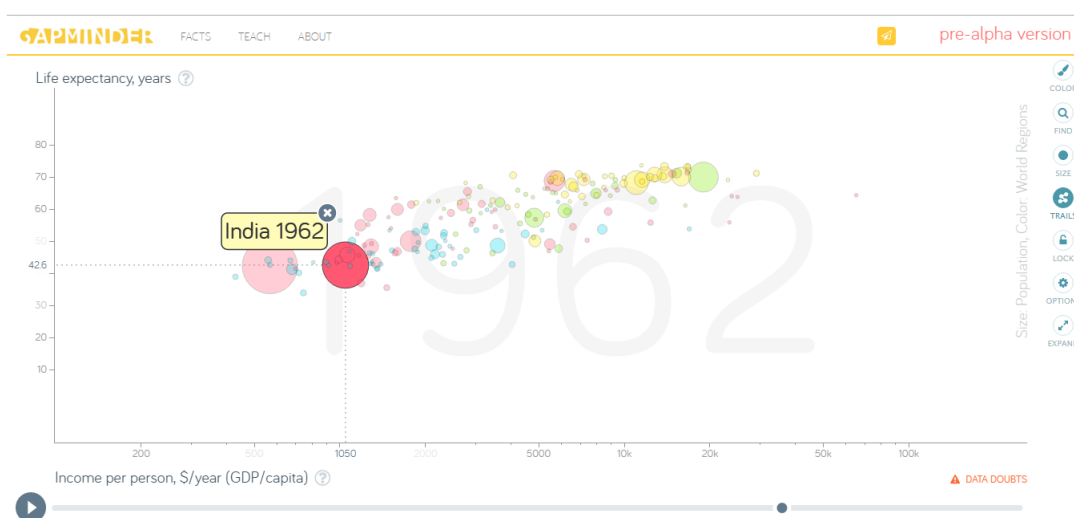 GAPMINDER FACTS TEACH ABOUT pre-alpha version
Life expectancy, years ?
COLO
FIND
SIZE
TRAILS
LOCK
OPTION
EXPAN
Size: Population, Color: World Regions
1962
India 1962
80
70
60
50
42.6
30
20
10
200 500 1050 2000 5000 10k 20k 50k 100k
Income per person, $/year (GDP/capita) ?
DATA DOUBTS